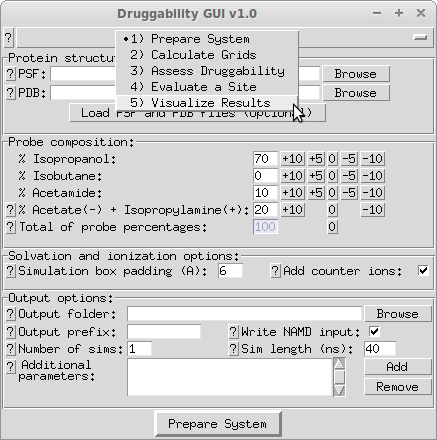 Druggability GUI v1.0
?
• 1) Prepare System
2) Calculate Grids
3) Assess Druggability
4) Evaluate a Site
5) Visualize Results
Protein structu
? PSF: Browse
? PDB: Browse
Load PSF and PDB files (optional)
Probe composition:
% Isopropanol: 70 +10 +5 0 -5 -10
% Isobutane: 0 +10 +5 0 -5 -10
% Acetamide: 10 +10 +5 0 -5 -10
? % Acetate(-) + Isopropylamine(+): 20 +10 0 -10
? Total of probe percentages: 100 0
Solvation and ionization options:
? Simulation box padding (A): 6 ? Add counter ions:
Output options:
? Output folder: Browse
? Output prefix: ? Write NAMD input:
? Number of sims: 1 ? Sim length (ns): 40
? Additional
parameters:
Add
Remove
Prepare System